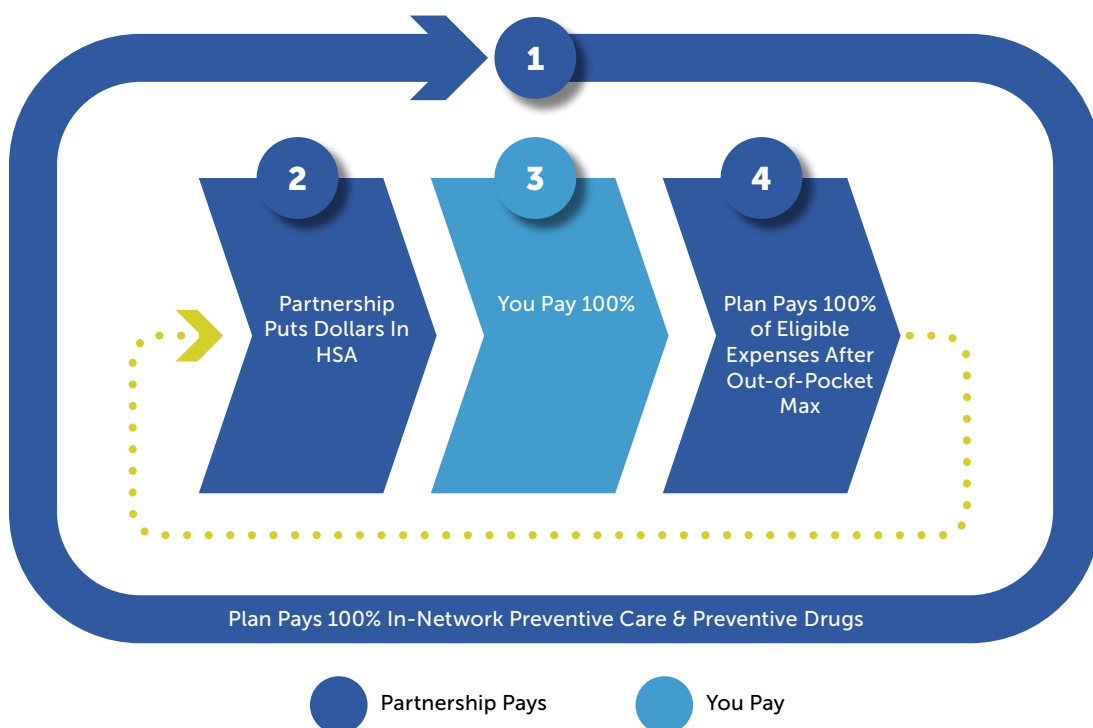 1
2
3
4
Partnership
Puts Dollars In
HSA
You Pay 100%
Plan Pays 100%
of Eligible
Expenses After
Out-of-Pocket
Max
Plan Pays 100% In-Network Preventive Care & Preventive Drugs
Partnership Pays
You Pay